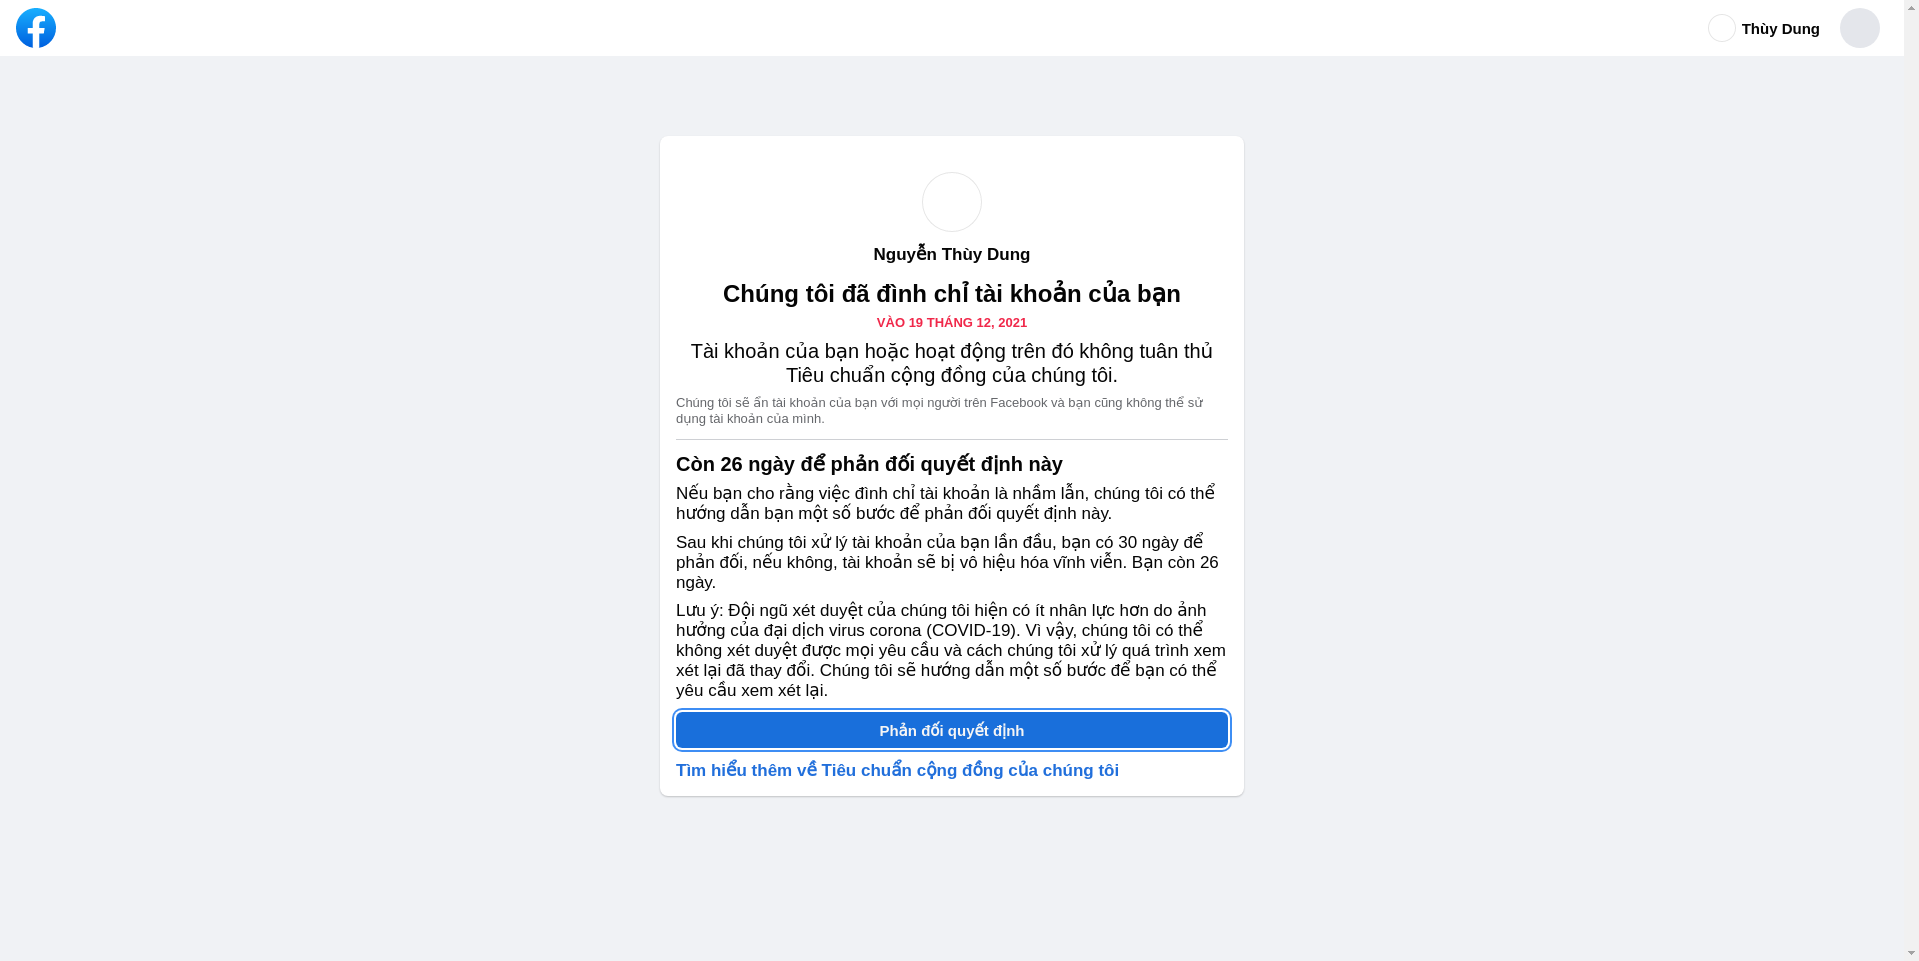 Thùy Dung
Nguyễn Thùy Dung
Chúng tôi đã đình chỉ tài khoản của bạn
VÀO 19 THÁNG 12, 2021
Tài khoản của bạn hoặc hoạt động trên đó không tuân thủ
Tiêu chuẩn cộng đồng của chúng tôi.
Chúng tôi sẽ ẩn tài khoản của bạn với mọi người trên Facebook và bạn cũng không thể sử
dụng tài khoản của mình.
Còn 26 ngày để phản đối quyết định này
Nếu bạn cho rằng việc đình chỉ tài khoản là nhầm lẫn, chúng tôi có thể
hướng dẫn bạn một số bước để phản đối quyết định này.
Sau khi chúng tôi xử lý tài khoản của bạn lần đầu, bạn có 30 ngày để
phản đối, nếu không, tài khoản sẽ bị vô hiệu hóa vĩnh viễn. Bạn còn 26
ngày.
Lưu ý: Đội ngũ xét duyệt của chúng tôi hiện có ít nhân lực hơn do ảnh
hưởng của đại dịch virus corona (COVID-19). Vì vậy, chúng tôi có thể
không xét duyệt được mọi yêu cầu và cách chúng tôi xử lý quá trình xem
xét lại đã thay đổi. Chúng tôi sẽ hướng dẫn một số bước để bạn có thể
yêu cầu xem xét lại.
Phản đối quyết định
Tìm hiểu thêm về Tiêu chuẩn cộng đồng của chúng tôi